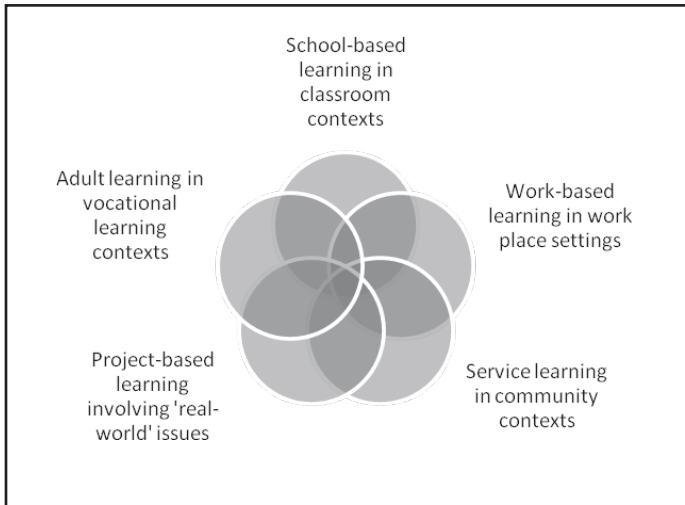 School-based
learning in
classroom
contexts
Adult learning in
vocational
learning
contexts
Work-based
learning in work
place settings
Project-based
learning
involving 'real-
world' issues
Service learning
in community
contexts